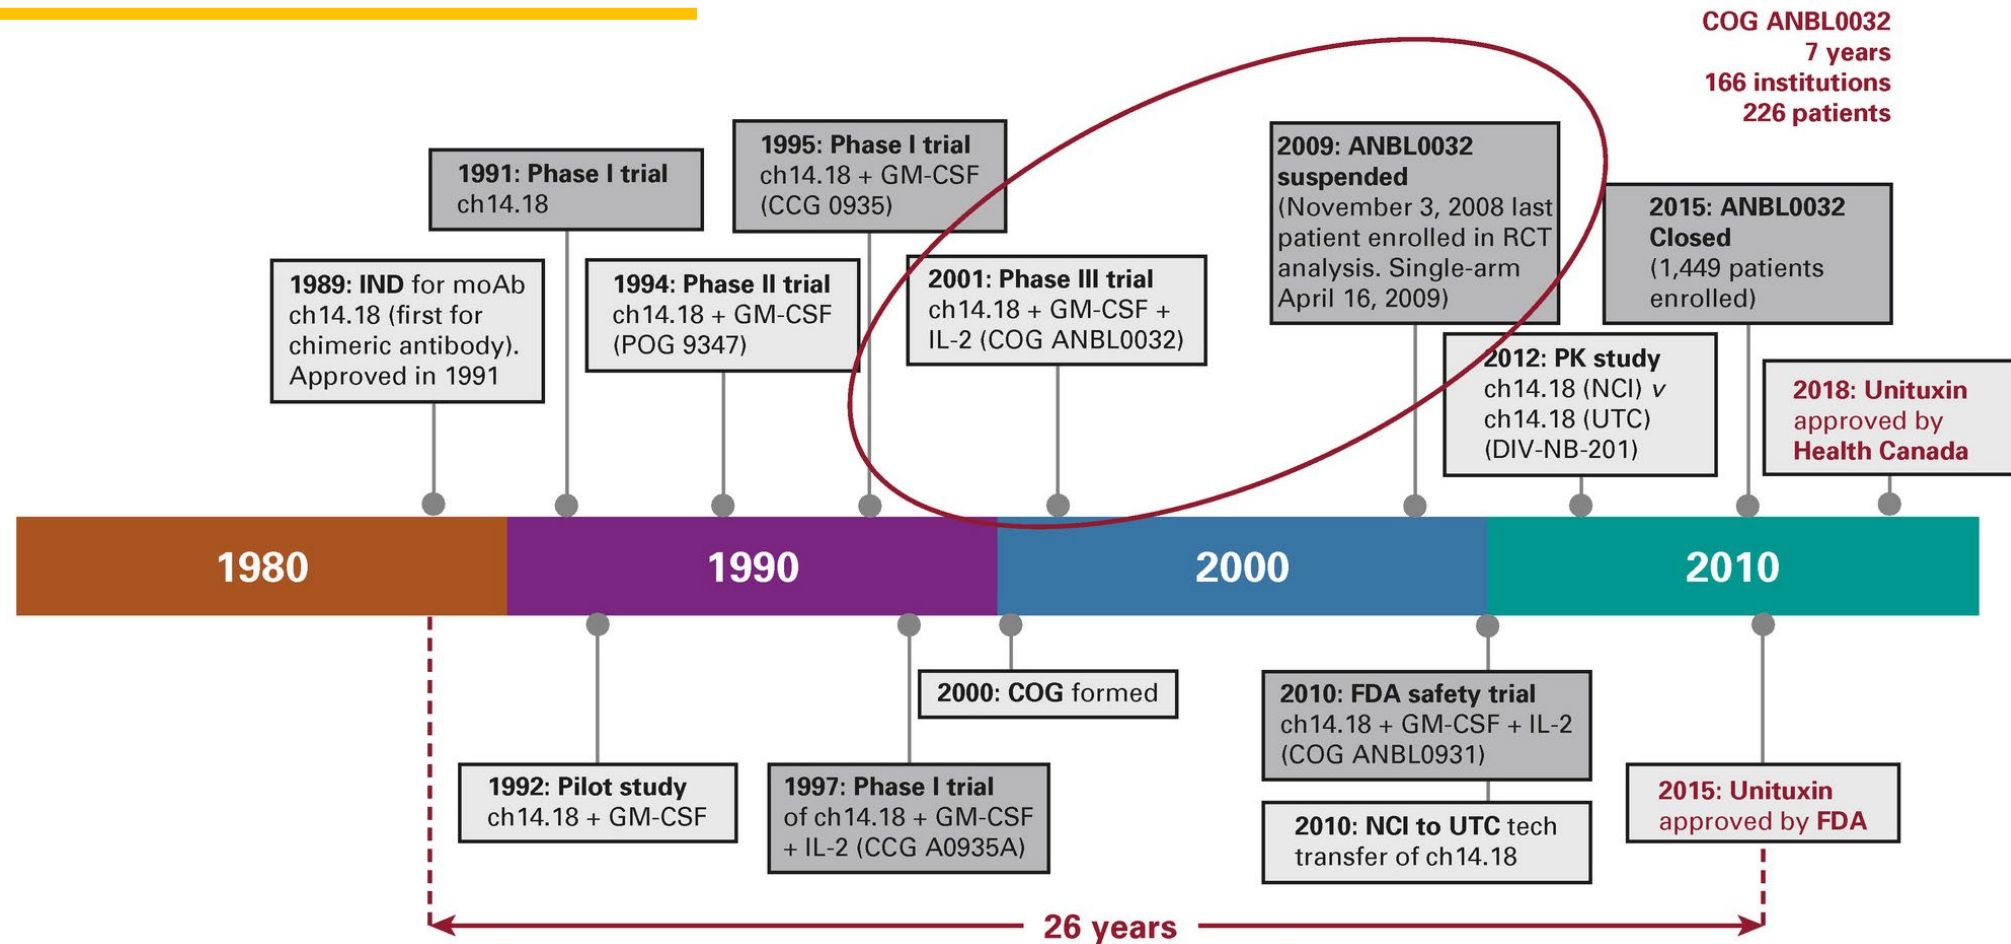 COG ANBL0032
7 years
166 institutions
226 patients
1989: IND for moAb
ch14.18 (first for
chimeric antibody).
Approved in 1991
1991: Phase I trial
ch14.18
1994: Phase II trial
ch14.18 + GM-CSF
(POG 9347)
1995: Phase I trial
ch14.18 + GM-CSF
(CCG 0935)
2001: Phase III trial
ch14.18 + GM-CSF +
IL-2 (COG ANBL0032)
2009: ANBL0032
suspended
(November 3, 2008 last
patient enrolled in RCT
analysis. Single-arm
April 16, 2009)
2012: PK study
ch14.18 (NCI) v
ch14.18 (UTC)
(DIV-NB-201)
2015: ANBL0032
Closed
(1,449 patients
enrolled)
2018: Unituxin
approved by
Health Canada
1980
1990
2000
2010
1992: Pilot study
ch14.18 + GM-CSF
1997: Phase I trial
of ch14.18 + GM-CSF
+ IL-2 (CCG A0935A)
2000: COG formed
2010: FDA safety trial
ch14.18 + GM-CSF + IL-2
(COG ANBL0931)
2010: NCI to UTC tech
transfer of ch14.18
2015: Unituxin
approved by FDA
26 years